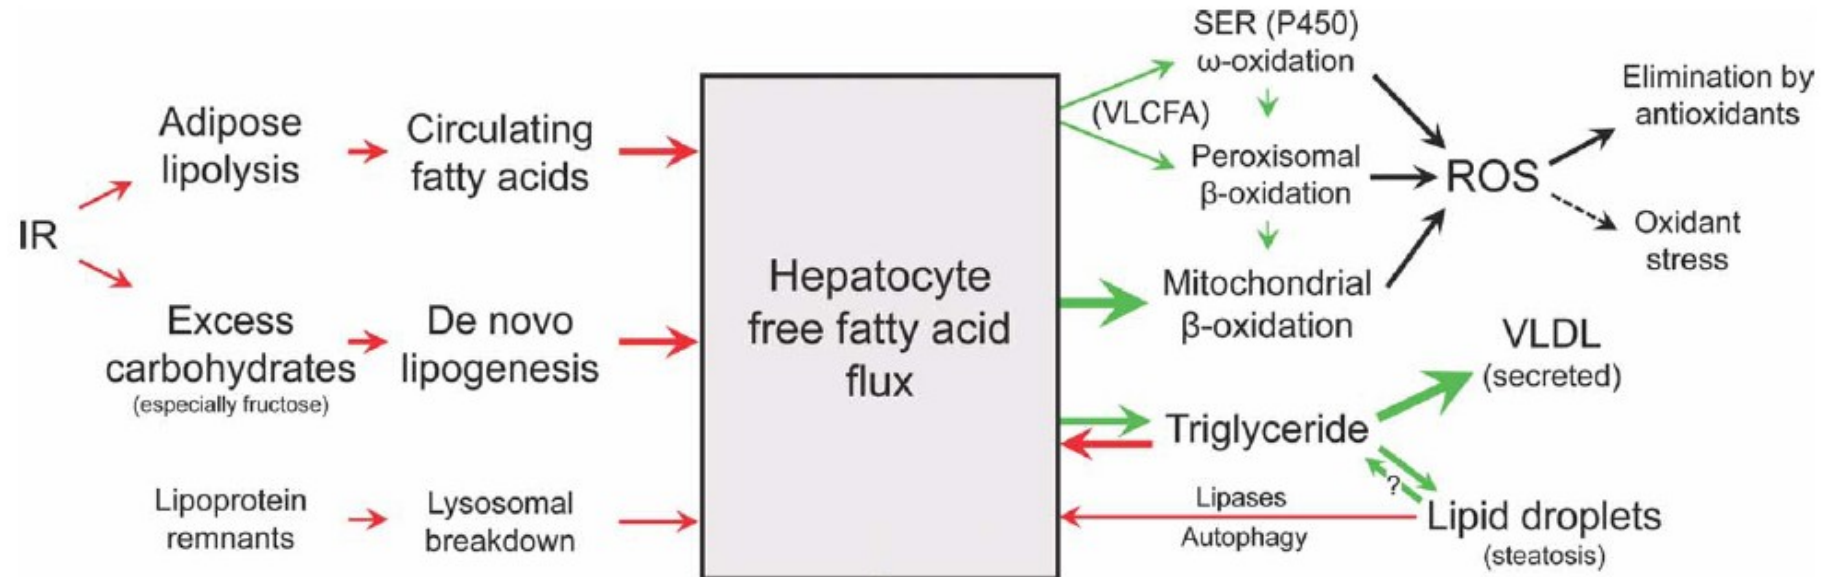 IR
Adipose
lipolysis
Circulating
fatty acids
Excess
carbohydrates
(especially fructose)
De novo
lipogenesis
Lipoprotein
remnants
Lysosomal
breakdown
Hepatocyte
free fatty acid
flux
SER (P450)
ω-oxidation
(VLCFA)
Peroxisomal
β-oxidation
Mitochondrial
β-oxidation
ROS
Elimination by
antioxidants
Oxidant
stress
VLDL
(secreted)
Triglyceride
?
Lipases
Autophagy
Lipid droplets
(steatosis)